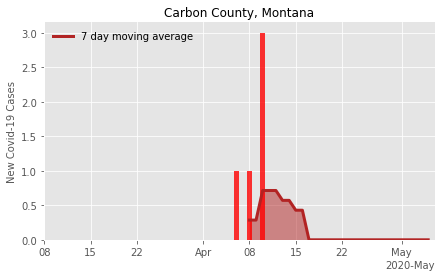 Carbon County, Montana
7 day moving average
New Covid-19 Cases
3.0
2.5
2.0
1.5
1.0
0.5
0.0
08 15 22 Apr 08 15 22 May
2020-May